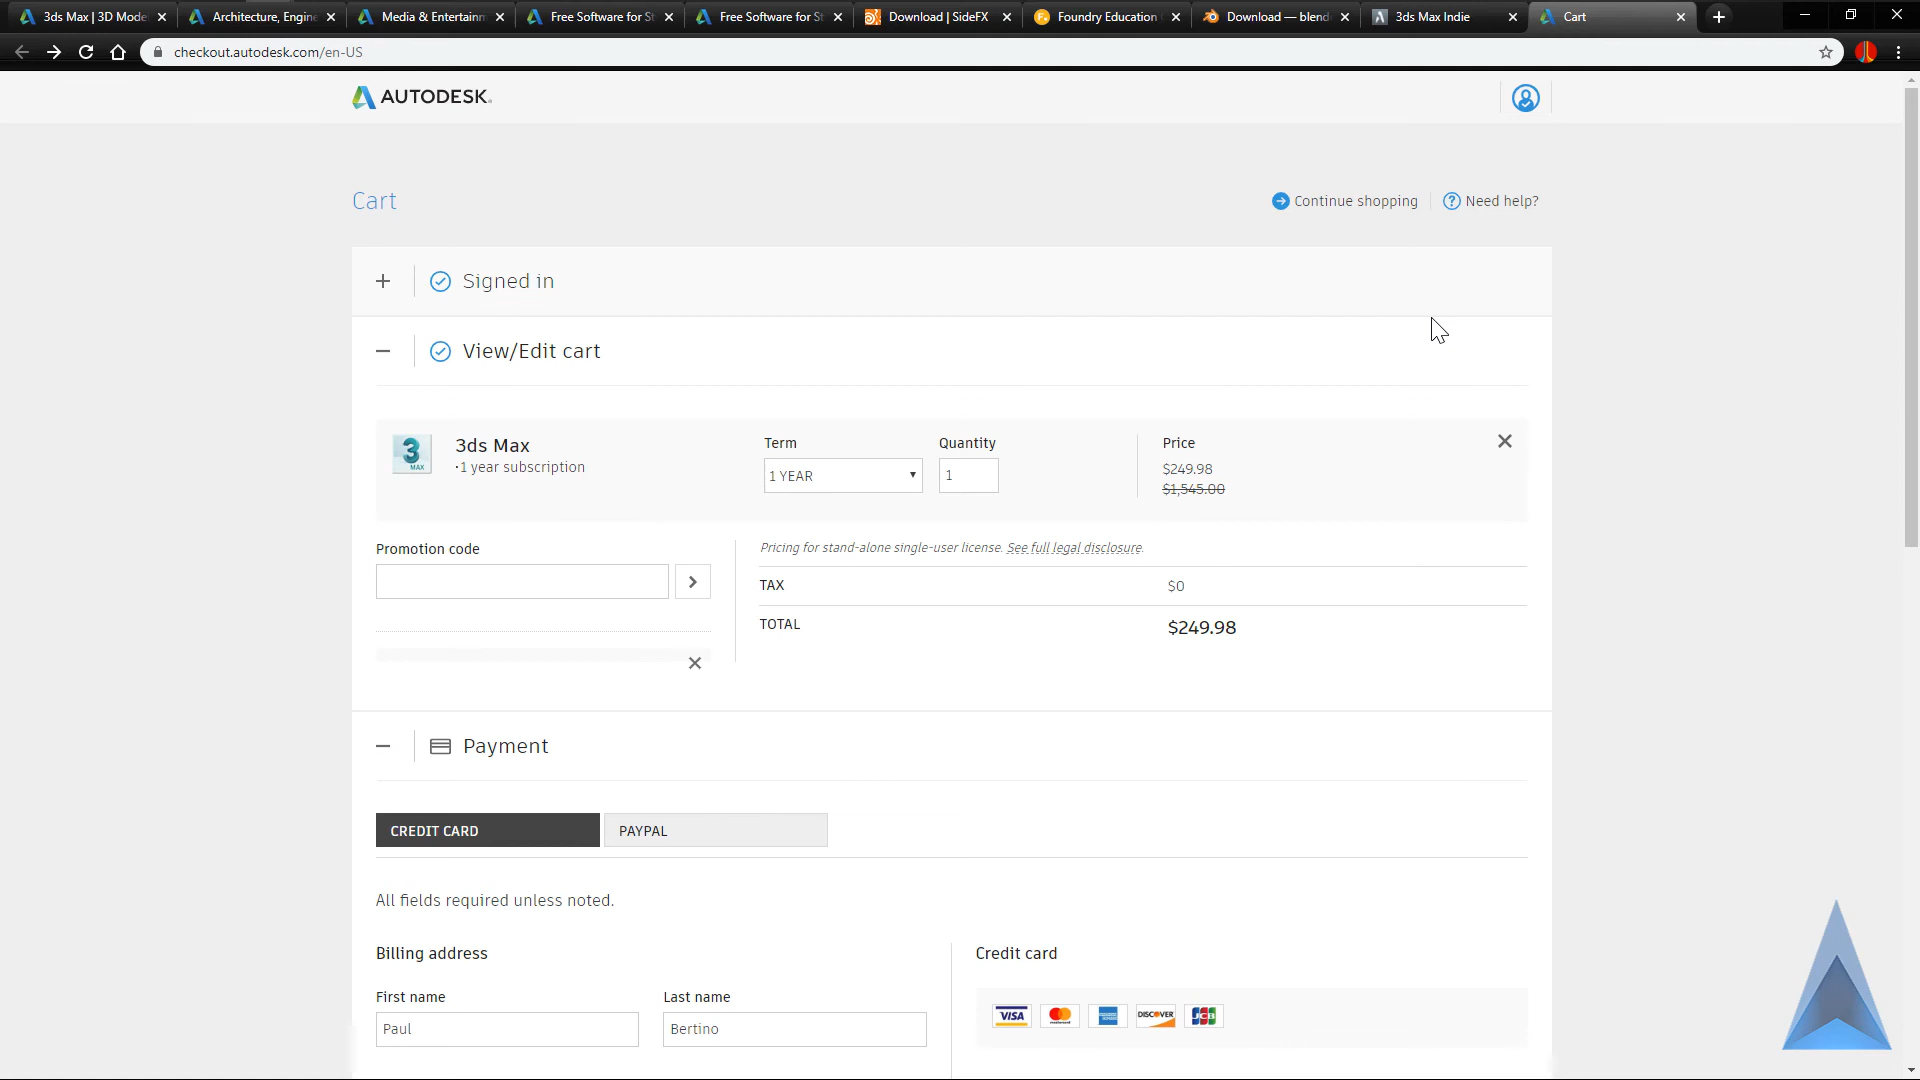 3ds Max | 3D Mode
Architecture, Engine
Media & Entertainm
Free Software for St
Free Software for St
Download | SideFX
Foundry Education
Download — blend
3ds Max Indie
Cart
checkout.autodesk.com/en-US
AUTODESK.
Cart
Continue shopping
Need help?
Signed in
View/Edit cart
3ds Max
·1 year subscription
Term
1 YEAR
Quantity
1
Price
$249.98
$1,545.00
3
MAX
Promotion code
Pricing for stand-alone single-user license. See full legal disclosure.
TAX $0
TOTAL $249.98
Payment
CREDIT CARD
PAYPAL
All fields required unless noted.
Billing address
Credit card
First name
Last name
Paul
Bertino
VISA
mastercard
DISCOVER
JCB